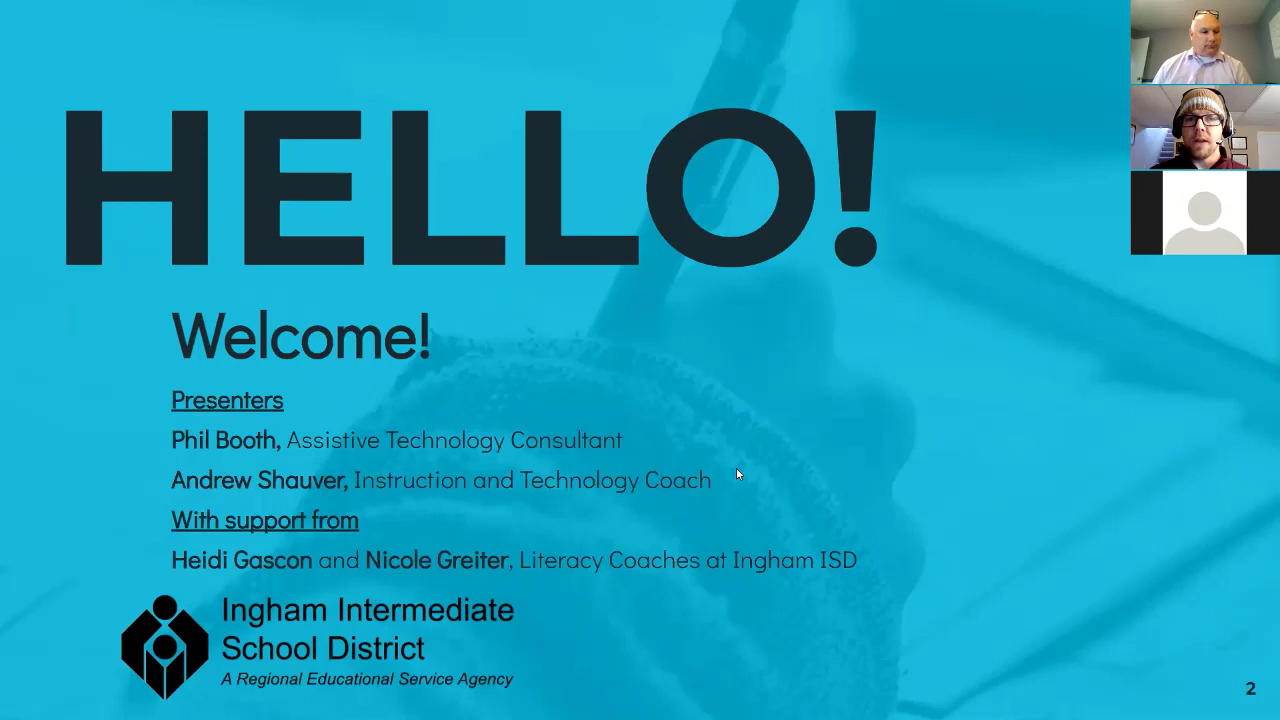 HELLO!
Welcome!
Presenters
Phil Booth, Assistive Technology Consultant
Andrew Shauver, Instruction and Technology Coach
With support from
Heidi Gascon and Nicole Greiter, Literacy Coaches at Ingham ISD
Ingham Intermediate
School District
A Regional Educational Service Agency
2